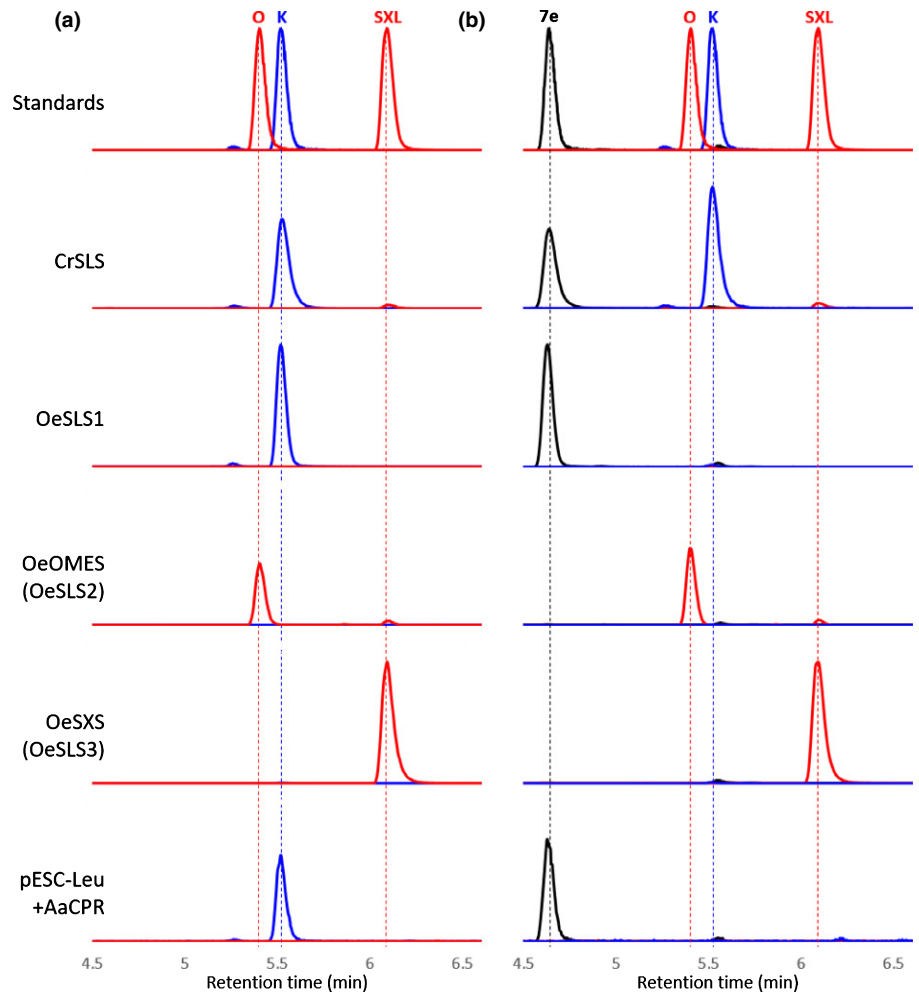 (a)
O K SXL
(b)
7e O K SXL
Standards
CrSLS
OeSLS1
OeOMES
(OeSLS2)
OeSXS
(OeSLS3)
pESC-Leu
+AaCPR
4.5 5 5.5 6 6.5
Retention time (min)
4.5 5 5.5 6 6.5
Retention time (min)